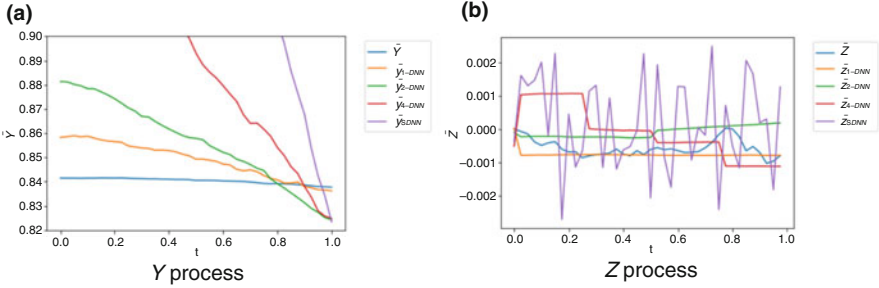 (a)
0.90
0.89
0.88
0.87
0.86
0.85
0.84
0.83
0.82
Ȳ
0.0 0.2 0.4 0.6 0.8 1.0
t
Ȳ
ȳ1-DNN
ȳ2-DNN
ȳ4-DNN
ȳSDNN
Y process
(b)
0.002
0.001
0.000
−0.001
−0.002
Z̄
0.0 0.2 0.4 0.6 0.8 1.0
t
Z̄
z̄1-DNN
z̄2-DNN
z̄4-DNN
z̄SDNN
Z process